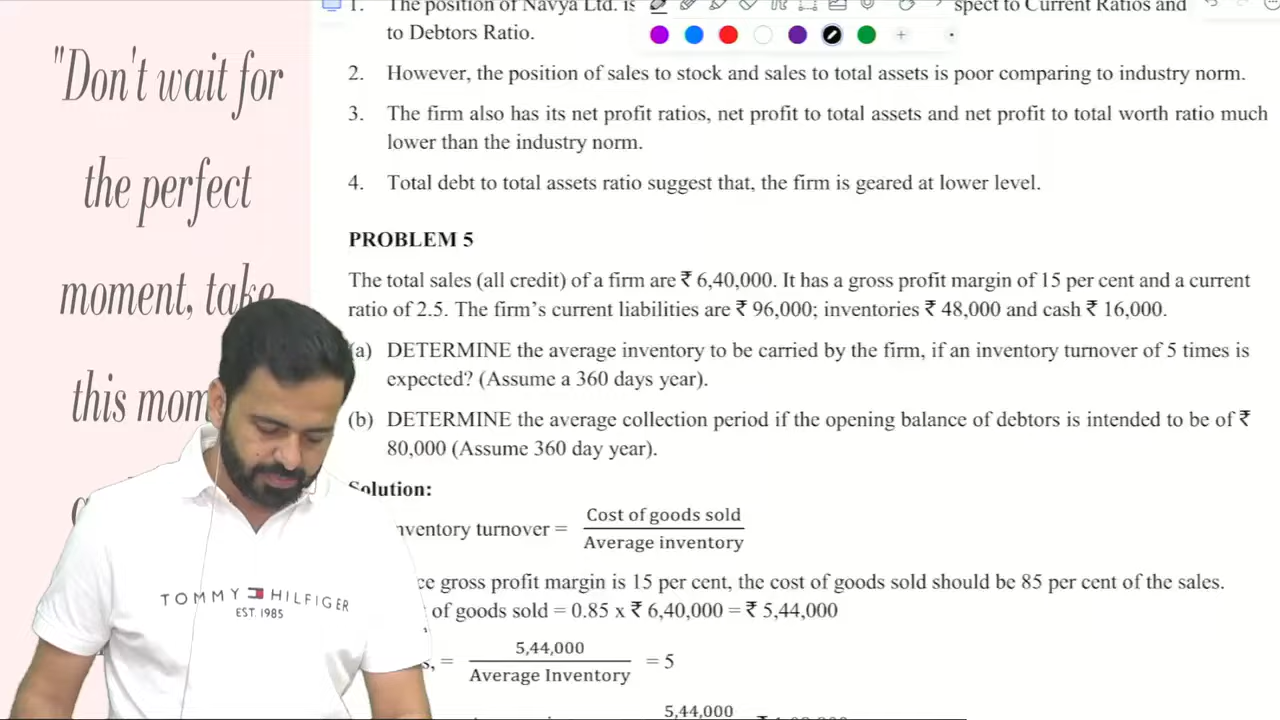 "Don't wait for
the perfect
moment, take
this mom
1. The position of Navya Ltd. is spect to Current Ratios and
to Debtors Ratio.
2. However, the position of sales to stock and sales to total assets is poor comparing to industry norm.
3. The firm also has its net profit ratios, net profit to total assets and net profit to total worth ratio much
lower than the industry norm.
4. Total debt to total assets ratio suggest that, the firm is geared at lower level.
PROBLEM 5
The total sales (all credit) of a firm are ₹ 6,40,000. It has a gross profit margin of 15 per cent and a current
ratio of 2.5. The firm's current liabilities are ₹ 96,000; inventories ₹ 48,000 and cash ₹ 16,000.
(a) DETERMINE the average inventory to be carried by the firm, if an inventory turnover of 5 times is
expected? (Assume a 360 days year).
(b) DETERMINE the average collection period if the opening balance of debtors is intended to be of ₹
80,000 (Assume 360 day year).
Solution:
nventory turnover = Cost of goods sold
Average inventory
ce gross profit margin is 15 per cent, the cost of goods sold should be 85 per cent of the sales.
of goods sold = 0.85 x ₹ 6,40,000 = ₹ 5,44,000
s, = 5,44,000 = 5
Average Inventory
5,44,000
TOMMY HILFIGER
EST. 1985